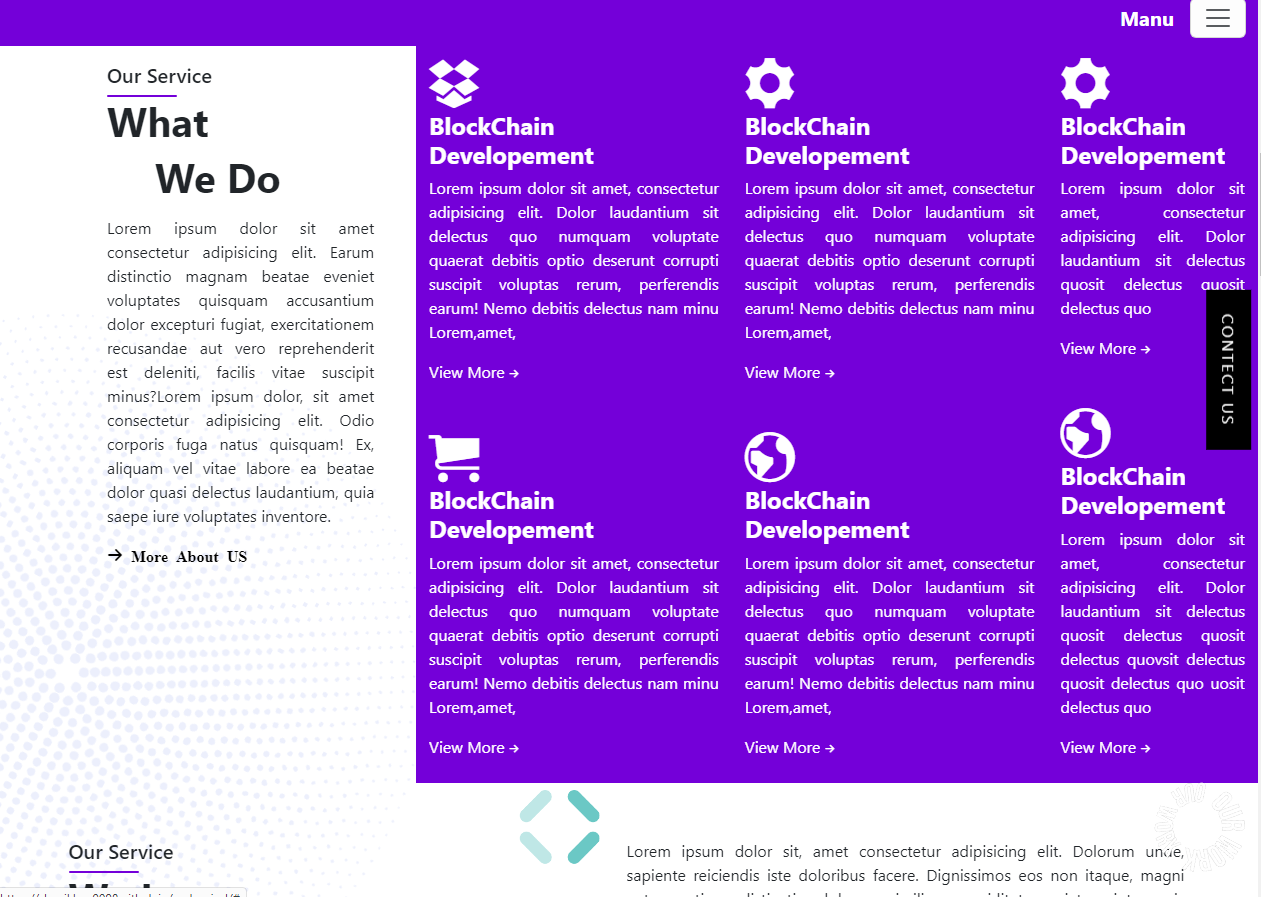 Manu
Our Service
What
We Do
Lorem ipsum dolor sit amet
consectetur adipisicing elit. Earum
distinctio magnam beatae eveniet
voluptates quisquam accusantium
dolor excepturi fugiat, exercitationem
recusandae aut vero reprehenderit
est deleniti, facilis vitae suscipit
minus?Lorem ipsum dolor, sit amet
consectetur adipisicing elit. Odio
corporis fuga natus quisquam! Ex,
aliquam vel vitae labore ea beatae
dolor quasi delectus laudantium, quia
saepe iure voluptates inventore.
→ More About US
BlockChain
Developement
Lorem ipsum dolor sit amet, consectetur
adipisicing elit. Dolor laudantium sit
delectus quo numquam voluptate
quaerat debitis optio deserunt corrupti
suscipit voluptas rerum, perferendis
earum! Nemo debitis delectus nam minu
Lorem,amet,
View More →
BlockChain
Developement
Lorem ipsum dolor sit amet, consectetur
adipisicing elit. Dolor laudantium sit
delectus quo numquam voluptate
quaerat debitis optio deserunt corrupti
suscipit voluptas rerum, perferendis
earum! Nemo debitis delectus nam minu
Lorem,amet,
View More →
BlockChain
Developement
Lorem ipsum dolor sit
amet, consectetur
adipisicing elit. Dolor
laudantium sit delectus
quosit delectus quosit
delectus quo
View More →
CONTECT US
BlockChain
Developement
Lorem ipsum dolor sit amet, consectetur
adipisicing elit. Dolor laudantium sit
delectus quo numquam voluptate
quaerat debitis optio deserunt corrupti
suscipit voluptas rerum, perferendis
earum! Nemo debitis delectus nam minu
Lorem,amet,
View More →
BlockChain
Developement
Lorem ipsum dolor sit amet, consectetur
adipisicing elit. Dolor laudantium sit
delectus quo numquam voluptate
quaerat debitis optio deserunt corrupti
suscipit voluptas rerum, perferendis
earum! Nemo debitis delectus nam minu
Lorem,amet,
View More →
BlockChain
Developement
Lorem ipsum dolor sit
amet, consectetur
adipisicing elit. Dolor
laudantium sit delectus
quosit delectus quosit
delectus quovsit delectus
quosit delectus quo uosit
delectus quo
View More →
Our Service
Lorem ipsum dolor sit, amet consectetur adipisicing elit. Dolorum unde,
sapiente reiciendis iste doloribus facere. Dignissimos eos non itaque, magni